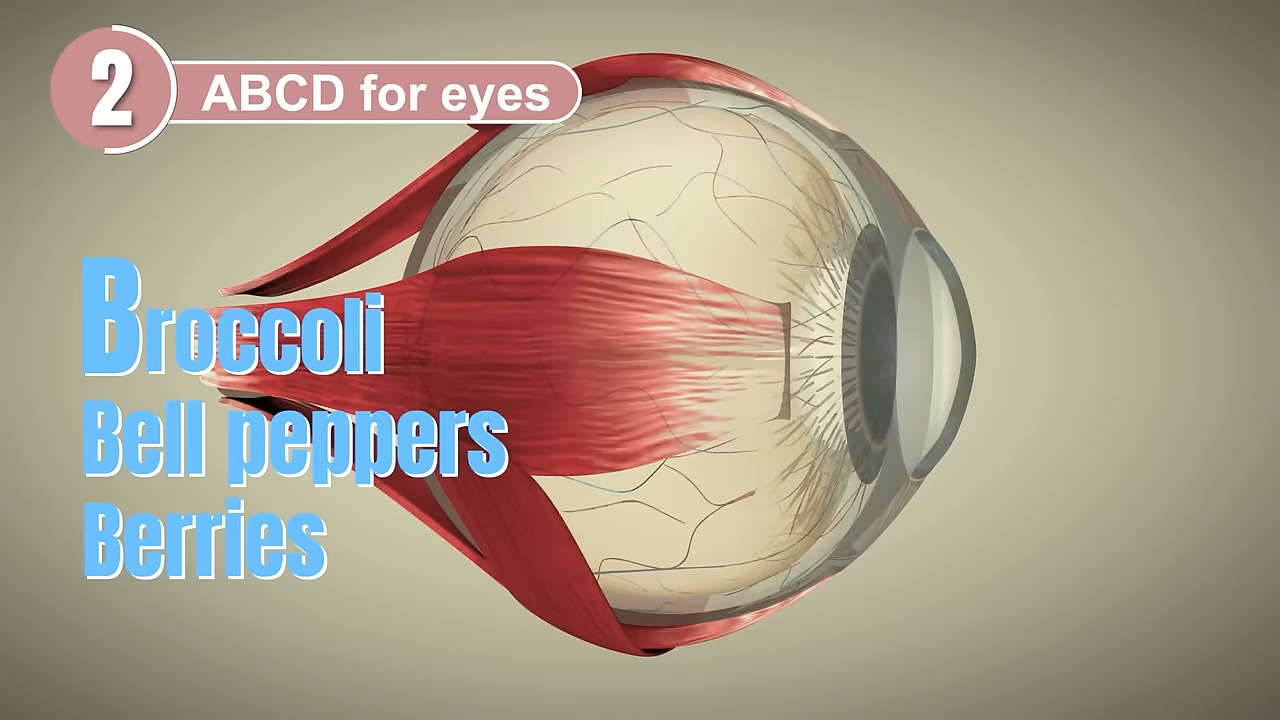 2
ABCD for eyes
Broccoli
Bell peppers
Berries